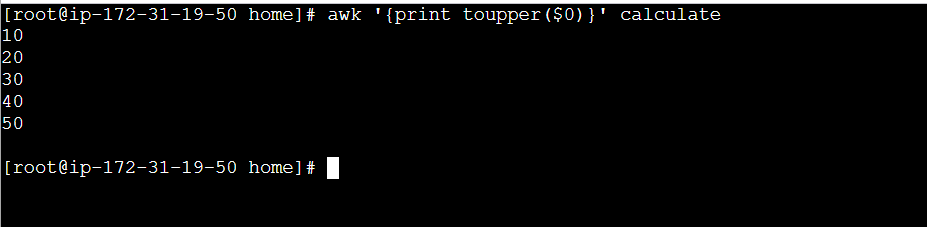 [root@ip-172-31-19-50 home]# awk '{print toupper($0)}' calculate
10
20
30
40
50
[root@ip-172-31-19-50 home]#